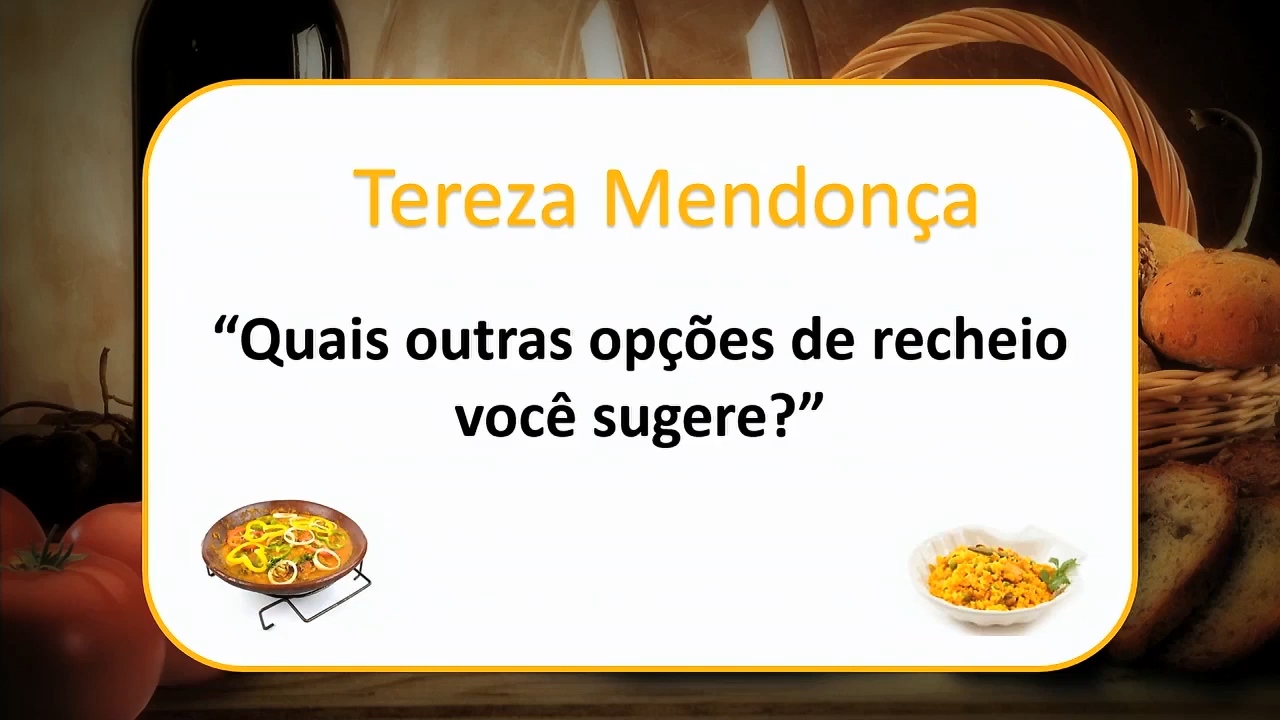 Tereza Mendonça
“Quais outras opções de recheio
você sugere?”